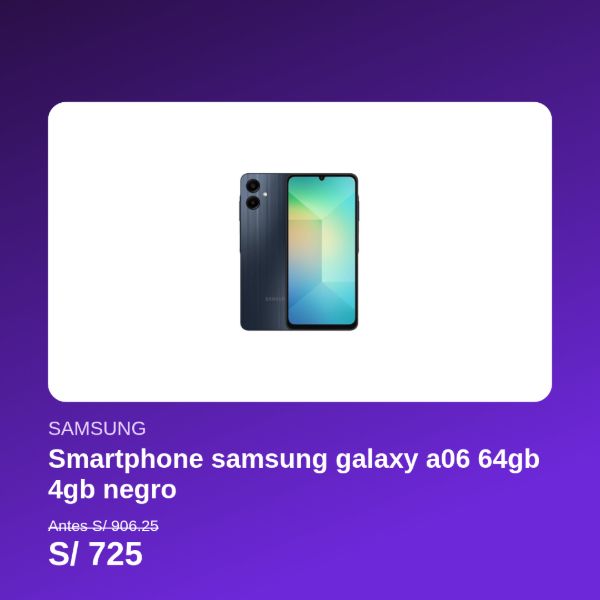 SAMSUNG
Smartphone samsung galaxy a06 64gb
4gb negro
Antes S/ 906.25
S/ 725